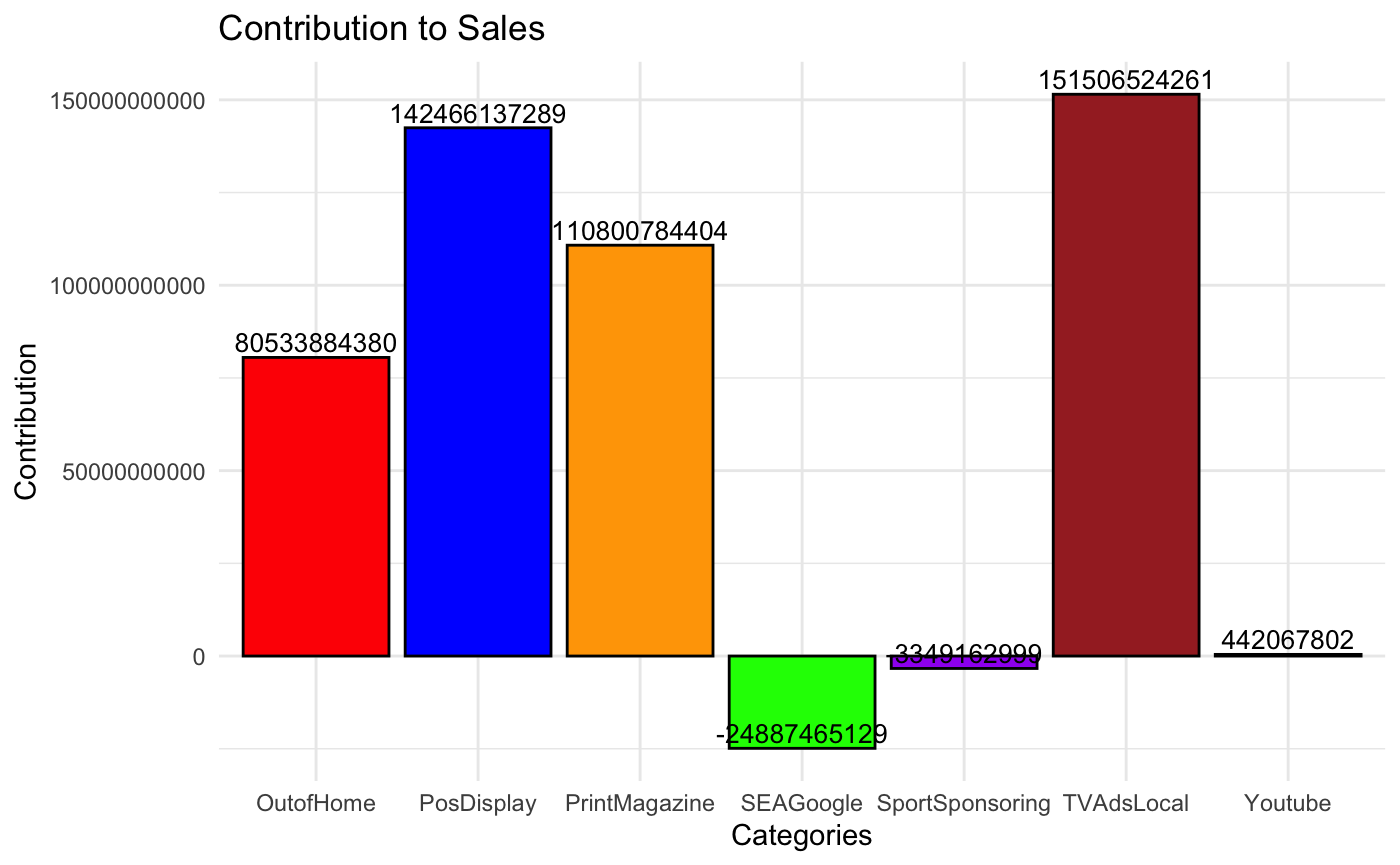 Contribution to Sales
151506524261
150000000000
142466137289
110800784404
100000000000
80533884380
Contribution
50000000000
442067802
0
-3349162999
-24887465129
OutofHome PosDisplay PrintMagazine SEAGoogle SportSponsoring TVAdsLocal Youtube
Categories